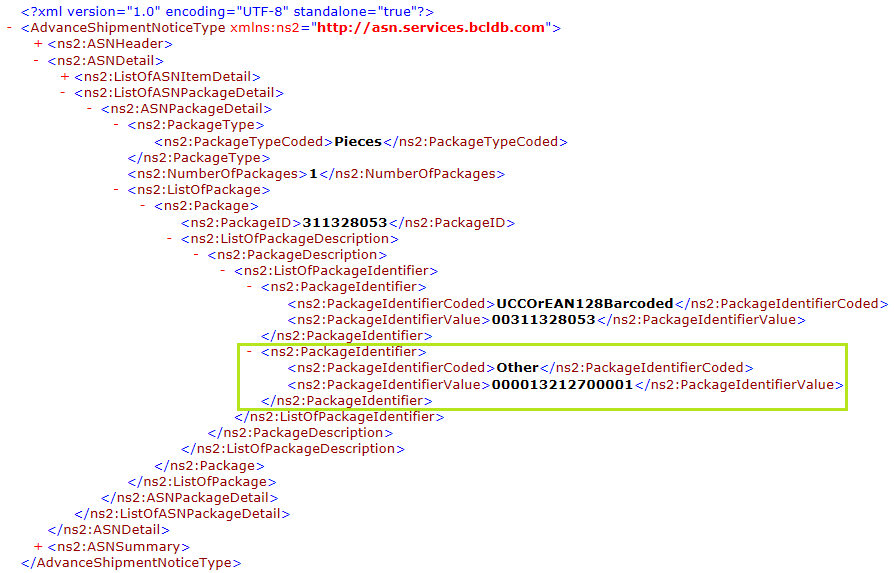 <?xml version="1.0" encoding="UTF-8" standalone="true"?>
- <AdvanceShipmentNoticeType xmlns:ns2="http://asn.services.bcldb.com">
+ <ns2:ASNHeader>
- <ns2:ASNDetail>
+ <ns2:ListOfASNItemDetail>
- <ns2:ListOfASNPackageDetail>
- <ns2:ASNPackageDetail>
- <ns2:PackageType>
<ns2:PackageTypeCoded>Pieces</ns2:PackageTypeCoded>
</ns2:PackageType>
<ns2:NumberOfPackages>1</ns2:NumberOfPackages>
- <ns2:ListOfPackage>
- <ns2:Package>
<ns2:PackageID>311328053</ns2:PackageID>
- <ns2:ListOfPackageDescription>
- <ns2:PackageDescription>
- <ns2:ListOfPackageIdentifier>
- <ns2:PackageIdentifier>
<ns2:PackageIdentifierCoded>UCCOrEAN128Barcoded</ns2:PackageIdentifierCoded>
<ns2:PackageIdentifierValue>00311328053</ns2:PackageIdentifierValue>
</ns2:PackageIdentifier>
- <ns2:PackageIdentifier>
<ns2:PackageIdentifierCoded>Other</ns2:PackageIdentifierCoded>
<ns2:PackageIdentifierValue>000013212700001</ns2:PackageIdentifierValue>
</ns2:PackageIdentifier>
</ns2:ListOfPackageIdentifier>
</ns2:PackageDescription>
</ns2:ListOfPackageDescription>
</ns2:Package>
</ns2:ListOfPackage>
</ns2:ASNPackageDetail>
</ns2:ListOfASNPackageDetail>
</ns2:ASNDetail>
+ <ns2:ASNSummary>
</AdvanceShipmentNoticeType>